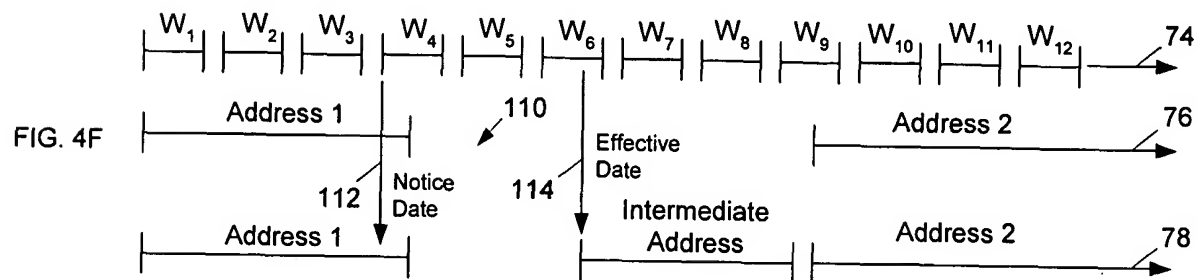 W1 W2 W3 W4 W5 W6 W7 W8 W9 W10 W11 W12 74
Address 1 110 Address 2 76
FIG. 4F
112 Notice Date
114 Effective Date
Address 1 Intermediate Address Address 2 78